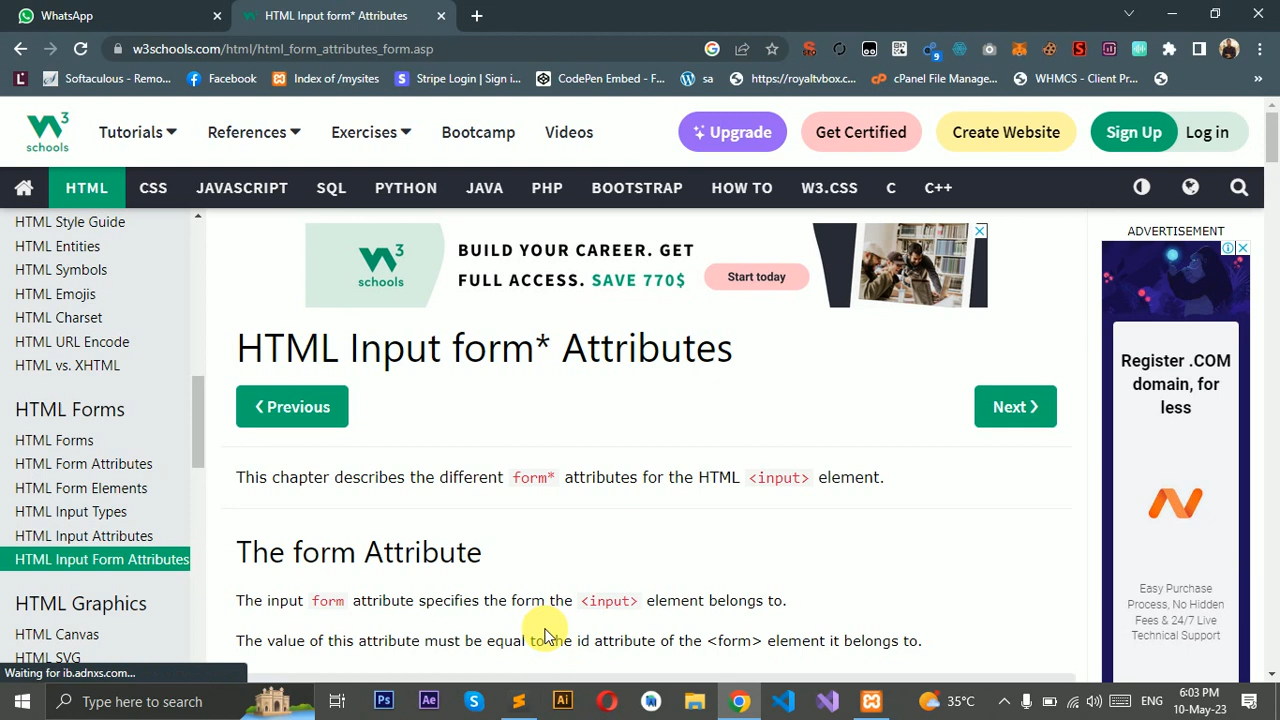 WhatsApp
HTML Input form* Attributes
w3schools.com/html/html_form_attributes_form.asp
9
Softaculous - Remo...
Facebook
Index of /mysites
Stripe Login | Sign i...
CodePen Embed - F...
sa
https://royaltvbox.c...
cPanel File Manage...
WHMCS - Client Pr...
»
W3 schools
Tutorials
References
Exercises
Bootcamp
Videos
Upgrade
Get Certified
Create Website
Sign Up
Log in
HTML
CSS
JAVASCRIPT
SQL
PYTHON
JAVA
PHP
BOOTSTRAP
HOW TO
W3.CSS
C
C++
HTML Style Guide
HTML Entities
HTML Symbols
HTML Emojis
HTML Charset
HTML URL Encode
HTML vs. XHTML
HTML Forms
HTML Forms
HTML Form Attributes
HTML Form Elements
HTML Input Types
HTML Input Attributes
HTML Input Form Attributes
HTML Graphics
HTML Canvas
HTML SVG
Waiting for ib.adnxs.com...
W3 schools
BUILD YOUR CAREER. GET
FULL ACCESS. SAVE 770$
Start today
HTML Input form* Attributes
❮ Previous
Next ❯
This chapter describes the different form* attributes for the HTML <input> element.
The form Attribute
The input form attribute specifies the form the <input> element belongs to.
The value of this attribute must be equal to the id attribute of the <form> element it belongs to.
ADVERTISEMENT
Register .COM
domain, for
less
Easy Purchase
Process, No Hidden
Fees & 24/7 Live
Technical Support
Type here to search
Ps
Ae
S
Ai
35°C
ENG
6:03 PM
10-May-23